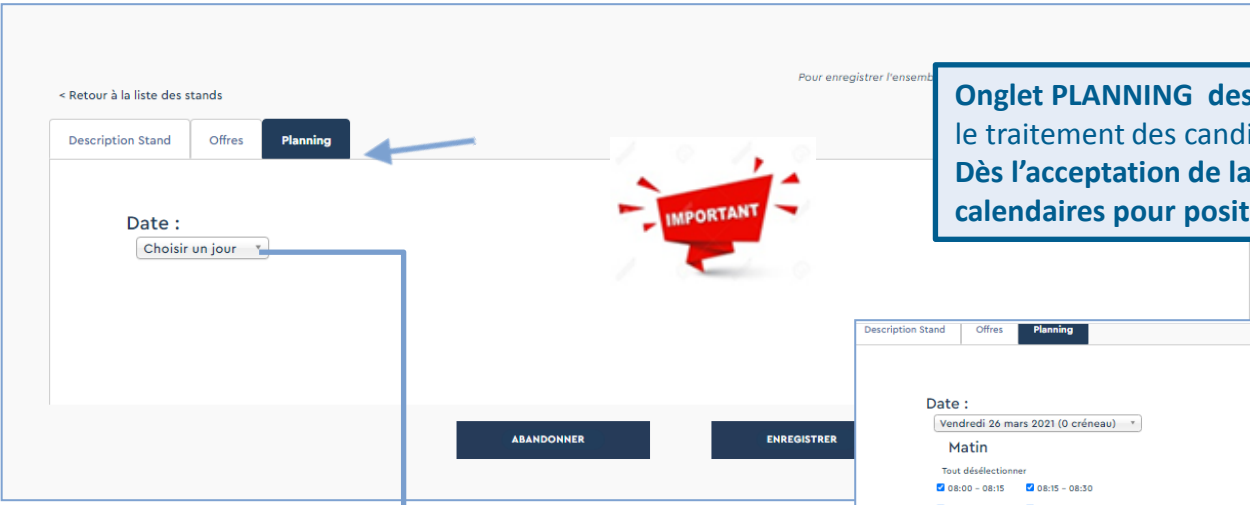 Pour enregistrer l'ensemb
< Retour à la liste des stands
Description Stand Offres Planning
Onglet PLANNING des
le traitement des candi
Dès l’acceptation de la
calendaires pour posit
IMPORTANT
Date :
Choisir un jour
ABANDONNER ENREGISTRER
Description Stand Offres Planning
Date :
Vendredi 26 mars 2021 (0 créneau)
Matin
Tout désélectionner
08:00 - 08:15 08:15 - 08:30